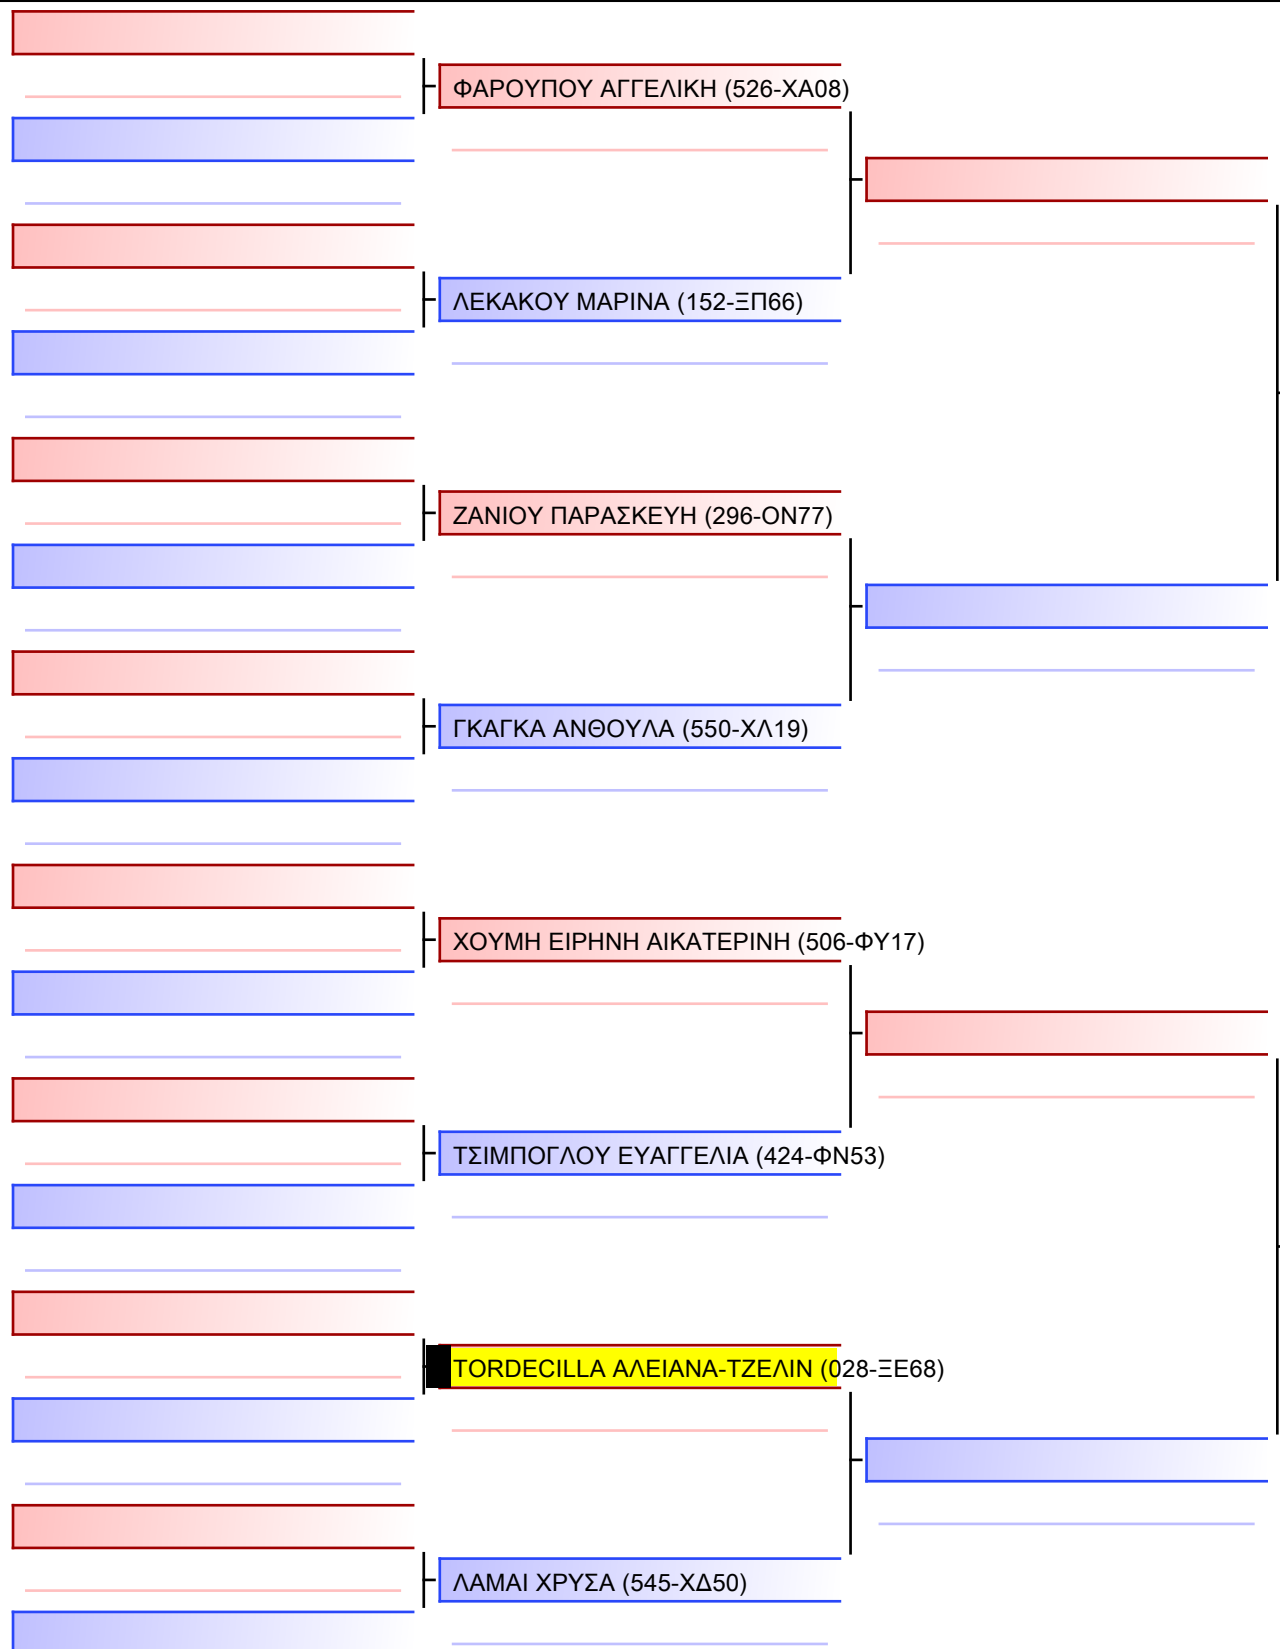 ΦΑΡΟΥΠΟΥ ΑΓΓΕΛΙΚΗ (526-ΧΑ08)
ΛΕΚΑΚΟΥ ΜΑΡΙΝΑ (152-ΞΠ66)
ΖΑΝΙΟΥ ΠΑΡΑΣΚΕΥΗ (296-ΟΝ77)
ΓΚΑΓΚΑ ΑΝΘΟΥΛΑ (550-ΧΛ19)
ΧΟΥΜΗ ΕΙΡΗΝΗ ΑΙΚΑΤΕΡΙΝΗ (506-ΦΥ17)
ΤΣΙΜΠΟΓΛΟΥ ΕΥΑΓΓΕΛΙΑ (424-ΦΝ53)
TORDECILLA ΑΛΕΙΑΝΑ-ΤΖΕΛΙΝ (028-ΞΕ68)
ΛΑΜΑΙ ΧΡΥΣΑ (545-ΧΔ50)